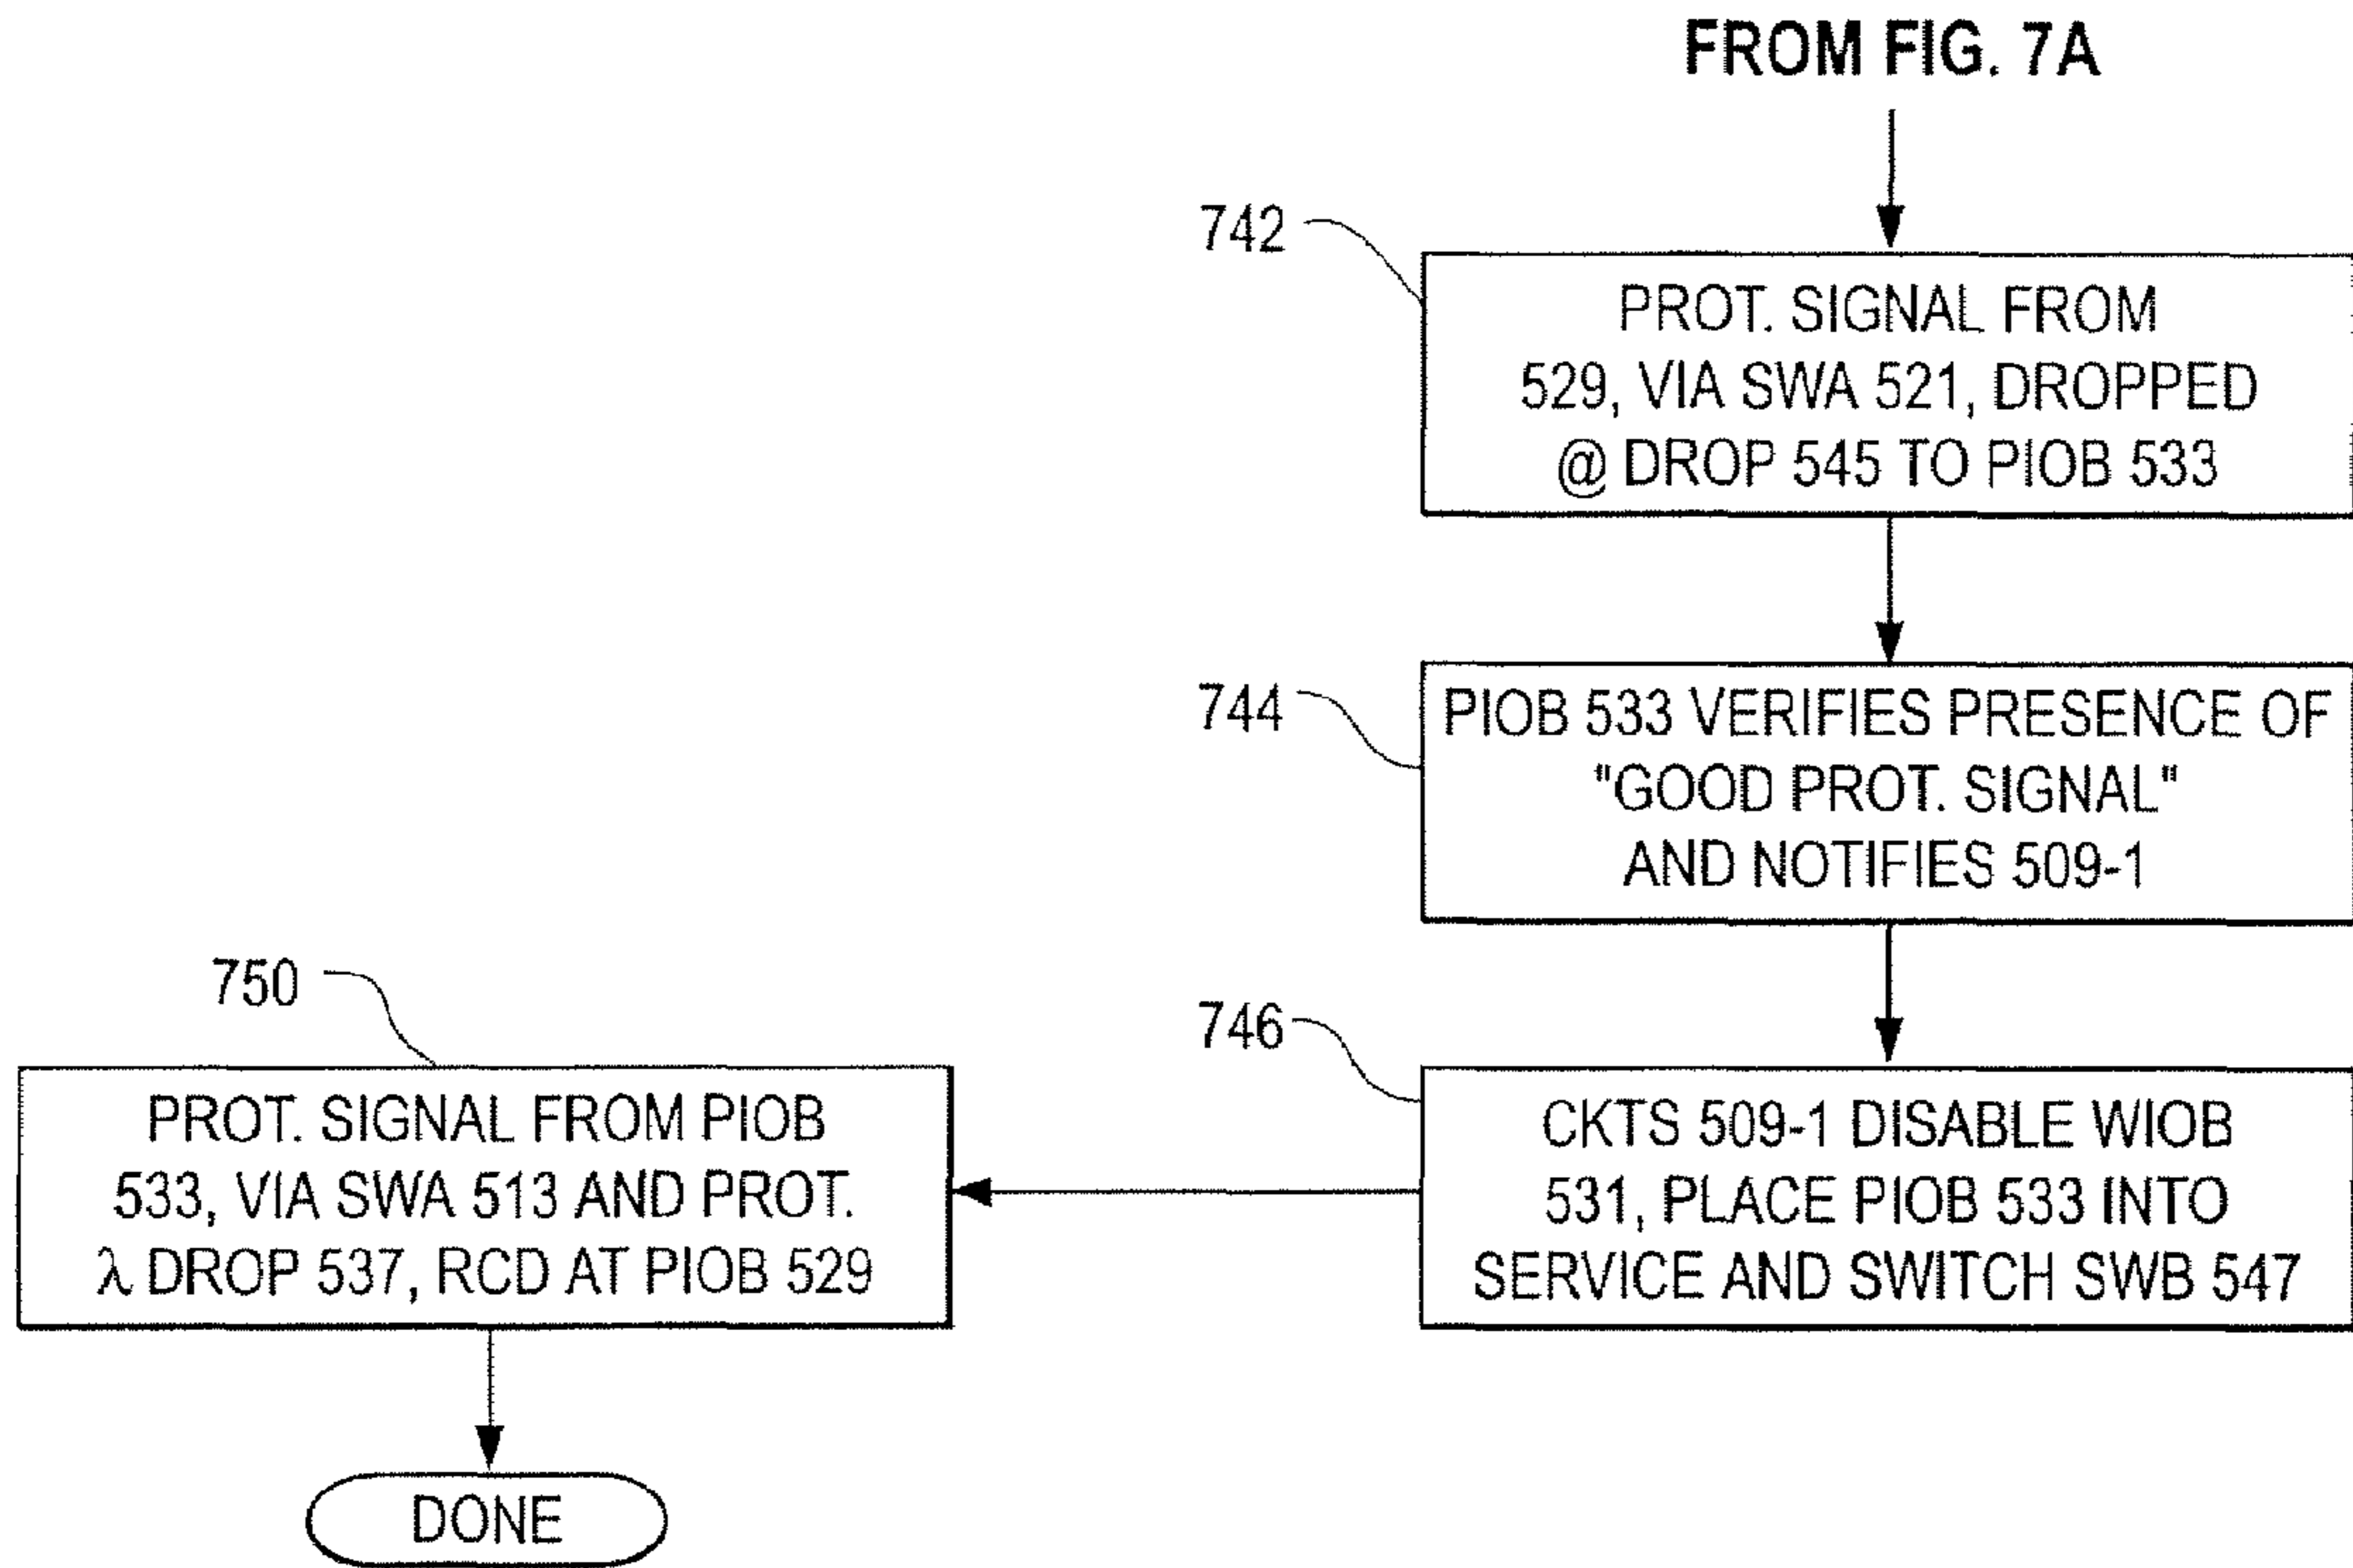 FROM FIG. 7A
742
PROT. SIGNAL FROM
529, VIA SWA 521, DROPPED
@ DROP 545 TO PIOB 533
744
PIOB 533 VERIFIES PRESENCE OF
"GOOD PROT. SIGNAL"
AND NOTIFIES 509-1
746
CKTS 509-1 DISABLE WIOB
531, PLACE PIOB 533 INTO
SERVICE AND SWITCH SWB 547
750
PROT. SIGNAL FROM PIOB
533, VIA SWA 513 AND PROT.
λ DROP 537, RCD AT PIOB 529
DONE